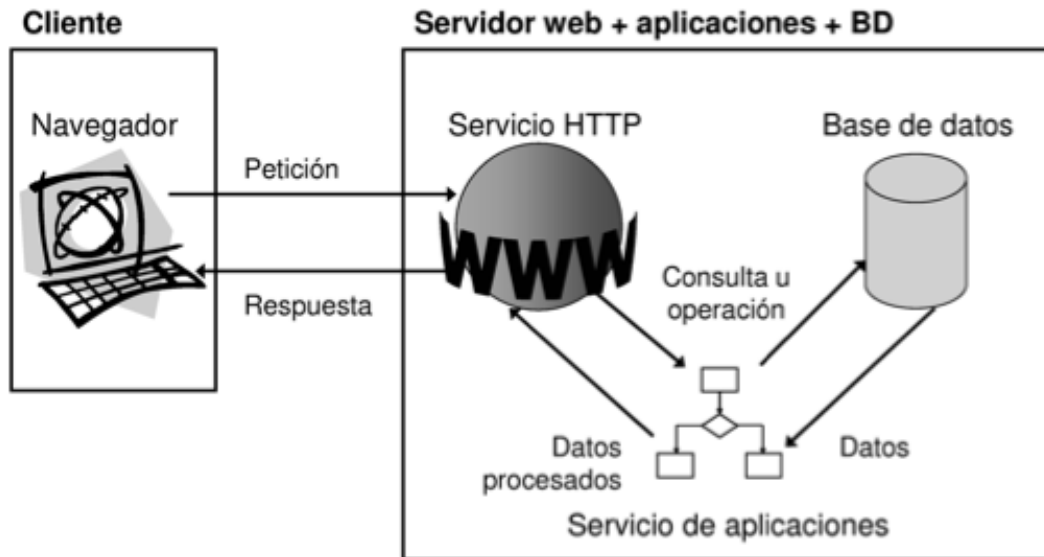 Cliente
Servidor web + aplicaciones + BD
Navegador
Servicio HTTP
Base de datos
Petición
WWW
Respuesta
Consulta u
operación
Datos
procesados
Datos
Servicio de aplicaciones